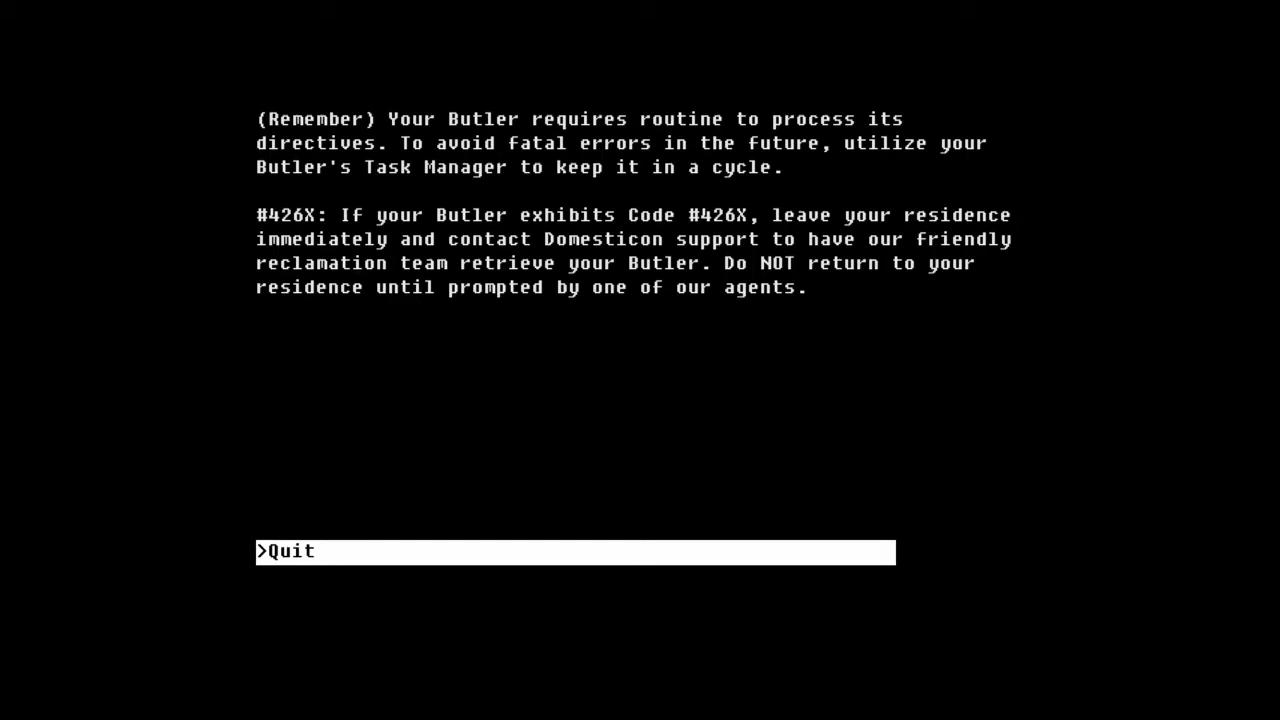 (Remember) Your Butler requires routine to process its
directives. To avoid fatal errors in the future, utilize your
Butler's Task Manager to keep it in a cycle.
#426X: If your Butler exhibits Code #426X, leave your residence
immediately and contact Domesticon support to have our friendly
reclamation team retrieve your Butler. Do NOT return to your
residence until prompted by one of our agents.
>Quit